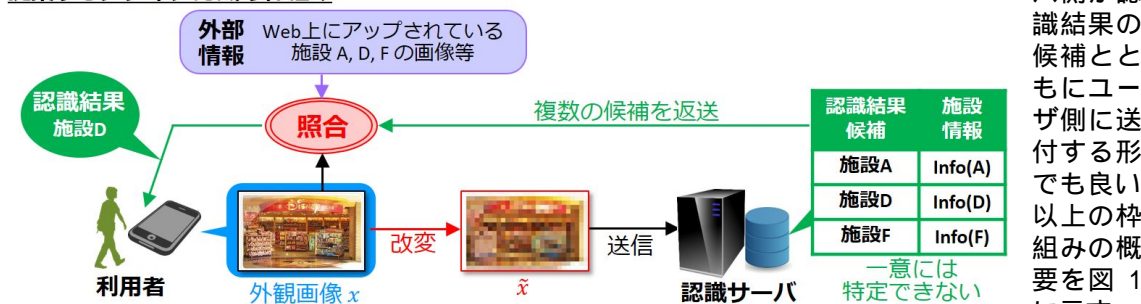 外部 Web上にアップされている
情報 施設 A, D, F の画像等
認識結果
施設D
照合
複数の候補を返送
認識結果
候補
施設
情報
施設A Info(A)
施設D Info(D)
施設F Info(F)
一意には
特定できない
改変
送信
利用者
外観画像 x
x̃
認識サーバ
識結果の
候補とと
もにユー
ザ側に送
付する形
でも良い
以上の枠
組みの概
要を図 1